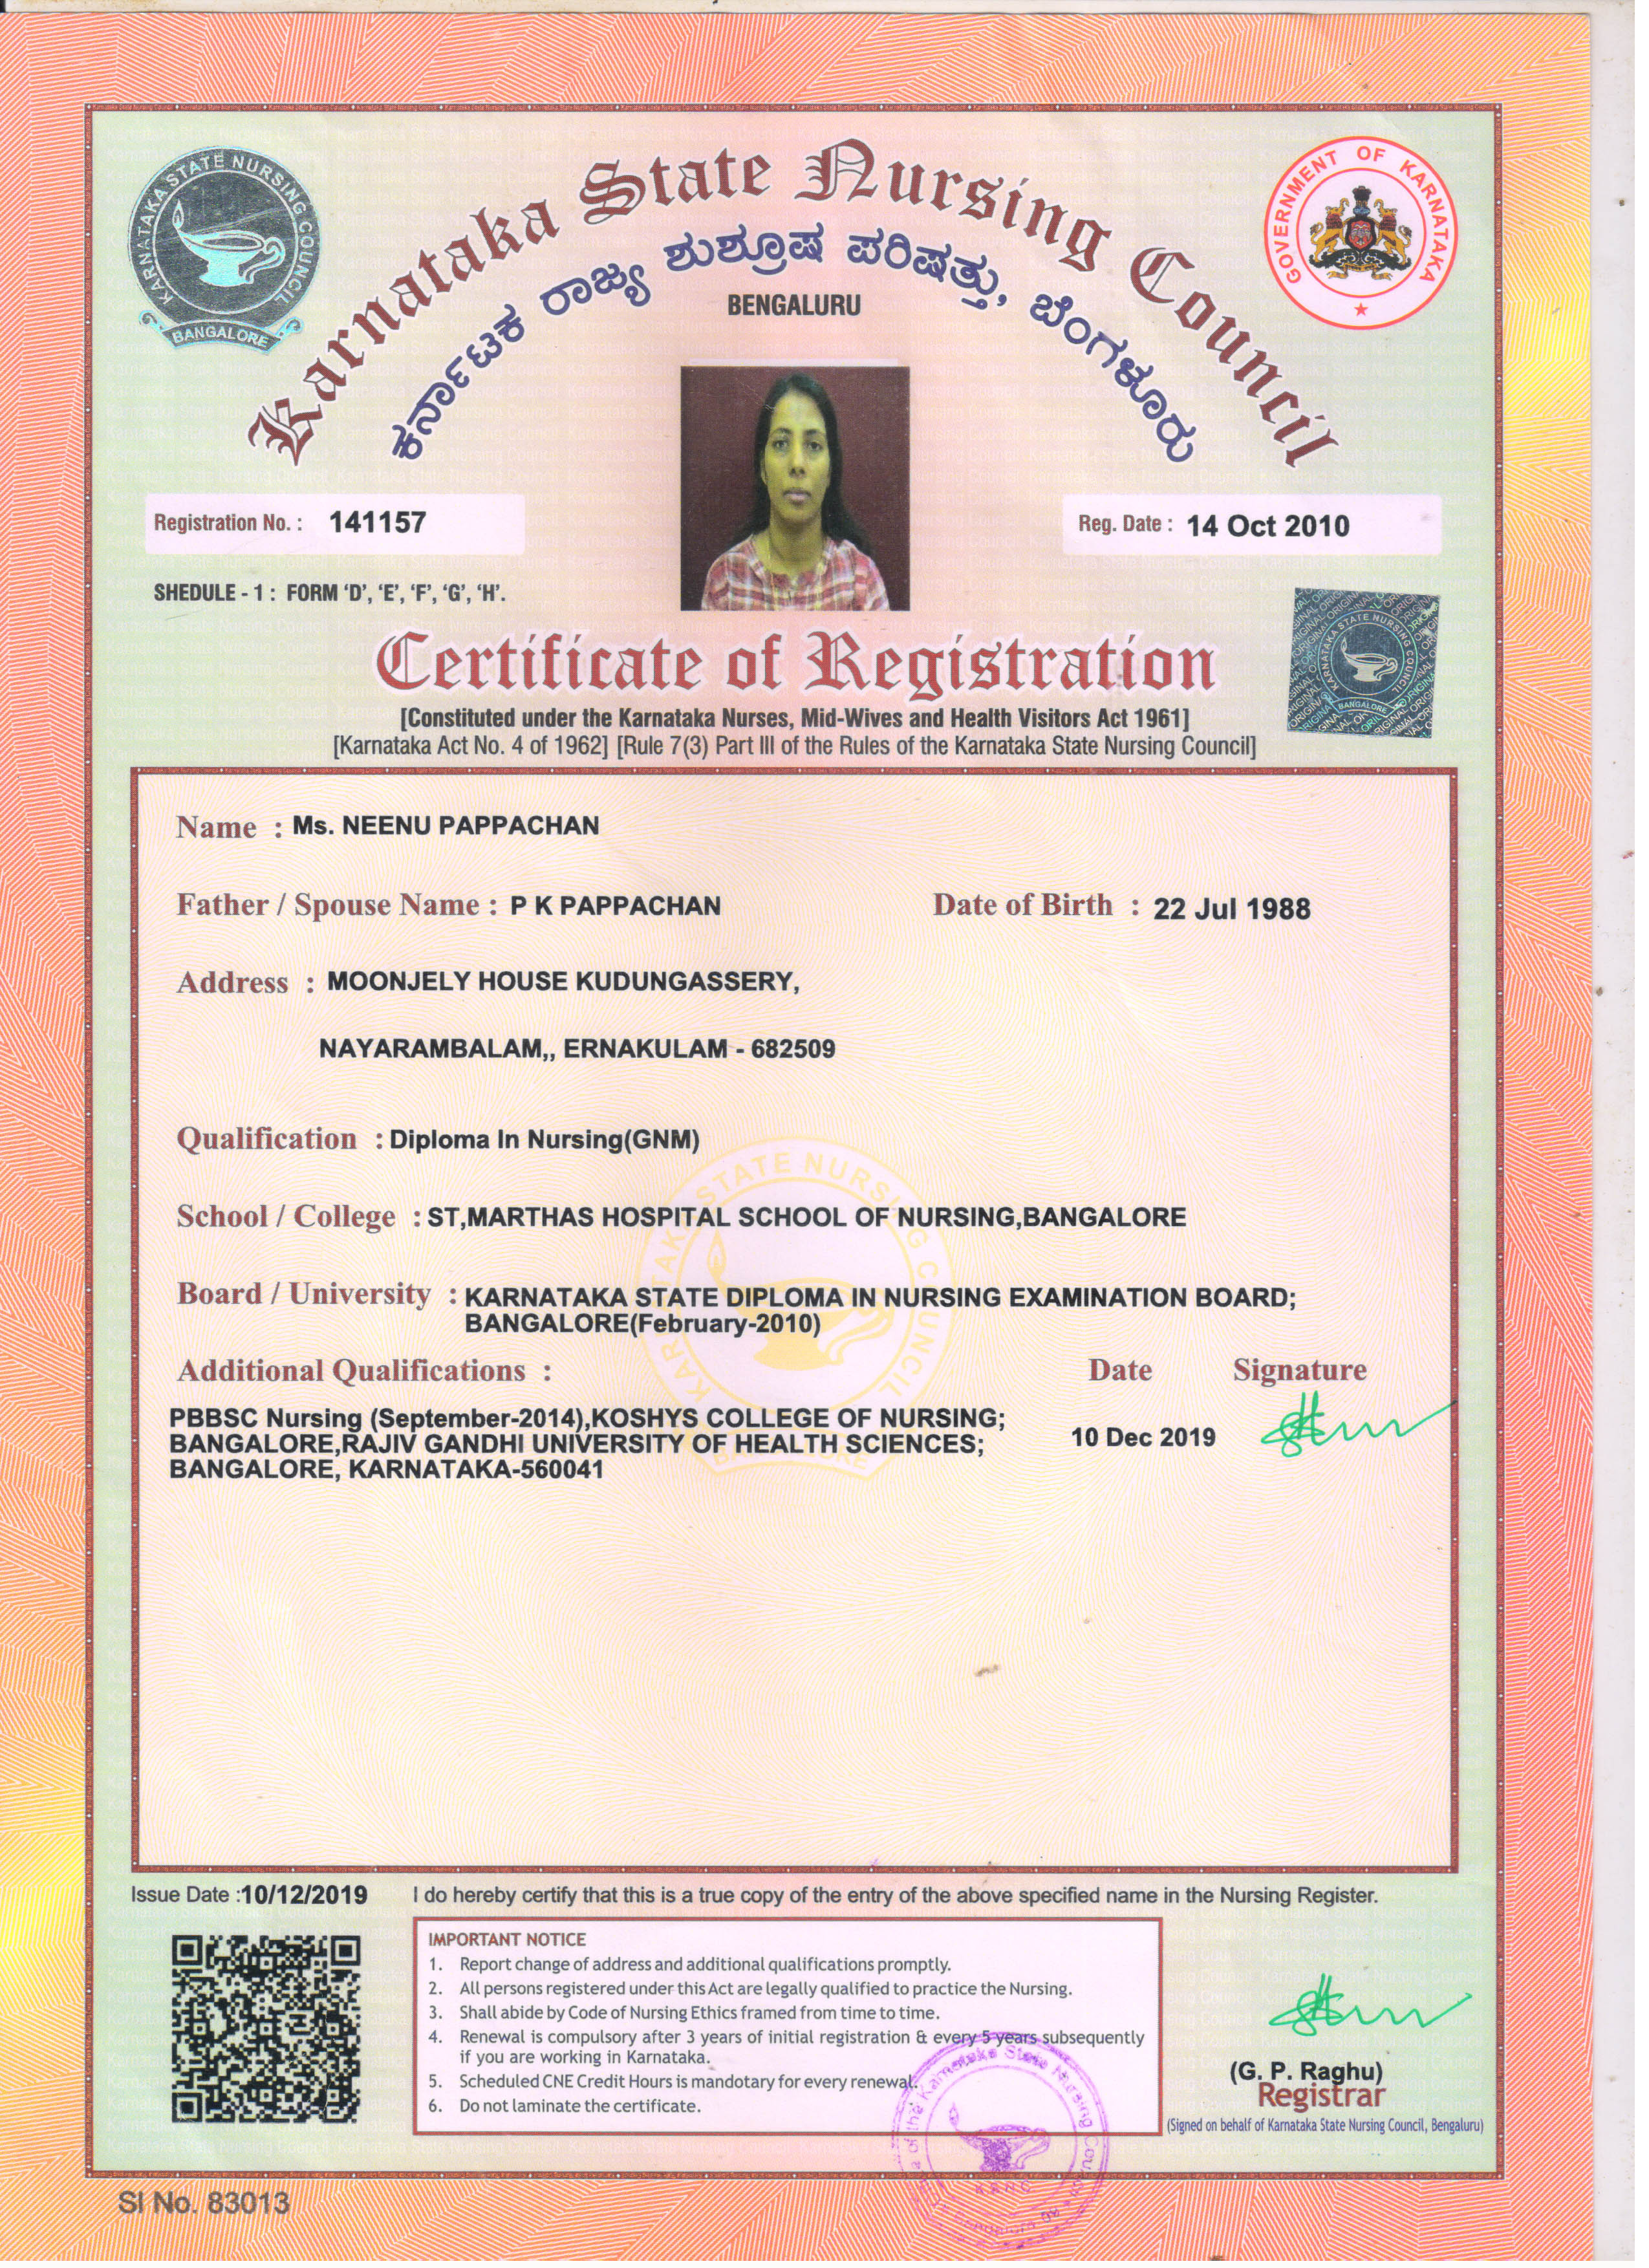 KARNATAKA STATE NURSING COUNCIL
BANGALORE
GOVERNMENT OF KARNATAKA
Karnataka State Nursing Council
ಕರ್ನಾಟಕ ರಾಜ್ಯ ಶುಶ್ರೂಷ ಪರಿಷತ್ತು, ಬೆಂಗಳೂರು
BENGALURU
Registration No. : 141157
Reg. Date : 14 Oct 2010
SHEDULE - 1 : FORM ‘D’, ‘E’, ‘F’, ‘G’, ‘H’.
KARNATAKA STATE NURSING COUNCIL
BANGALORE
Certificate of Registration
[Constituted under the Karnataka Nurses, Mid-Wives and Health Visitors Act 1961]
[Karnataka Act No. 4 of 1962] [Rule 7(3) Part III of the Rules of the Karnataka State Nursing Council]
Name : Ms. NEENU PAPPACHAN
Father / Spouse Name : P K PAPPACHAN Date of Birth : 22 Jul 1988
Address : MOONJELY HOUSE KUDUNGASSERY,
NAYARAMBALAM,, ERNAKULAM - 682509
Qualification : Diploma In Nursing(GNM)
School / College : ST,MARTHAS HOSPITAL SCHOOL OF NURSING,BANGALORE
Board / University : KARNATAKA STATE DIPLOMA IN NURSING EXAMINATION BOARD;
BANGALORE(February-2010)
Additional Qualifications : Date Signature
PBBSC Nursing (September-2014),KOSHYS COLLEGE OF NURSING;
BANGALORE,RAJIV GANDHI UNIVERSITY OF HEALTH SCIENCES;
BANGALORE, KARNATAKA-560041
10 Dec 2019
Issue Date :10/12/2019 I do hereby certify that this is a true copy of the entry of the above specified name in the Nursing Register.
IMPORTANT NOTICE
1. Report change of address and additional qualifications promptly.
2. All persons registered under this Act are legally qualified to practice the Nursing.
3. Shall abide by Code of Nursing Ethics framed from time to time.
4. Renewal is compulsory after 3 years of initial registration & every 5 years subsequently
if you are working in Karnataka.
5. Scheduled CNE Credit Hours is mandotary for every renewal.
6. Do not laminate the certificate.
(G. P. Raghu)
Registrar
(Signed on behalf of Karnataka State Nursing Council, Bengaluru)
Sl No. 83013